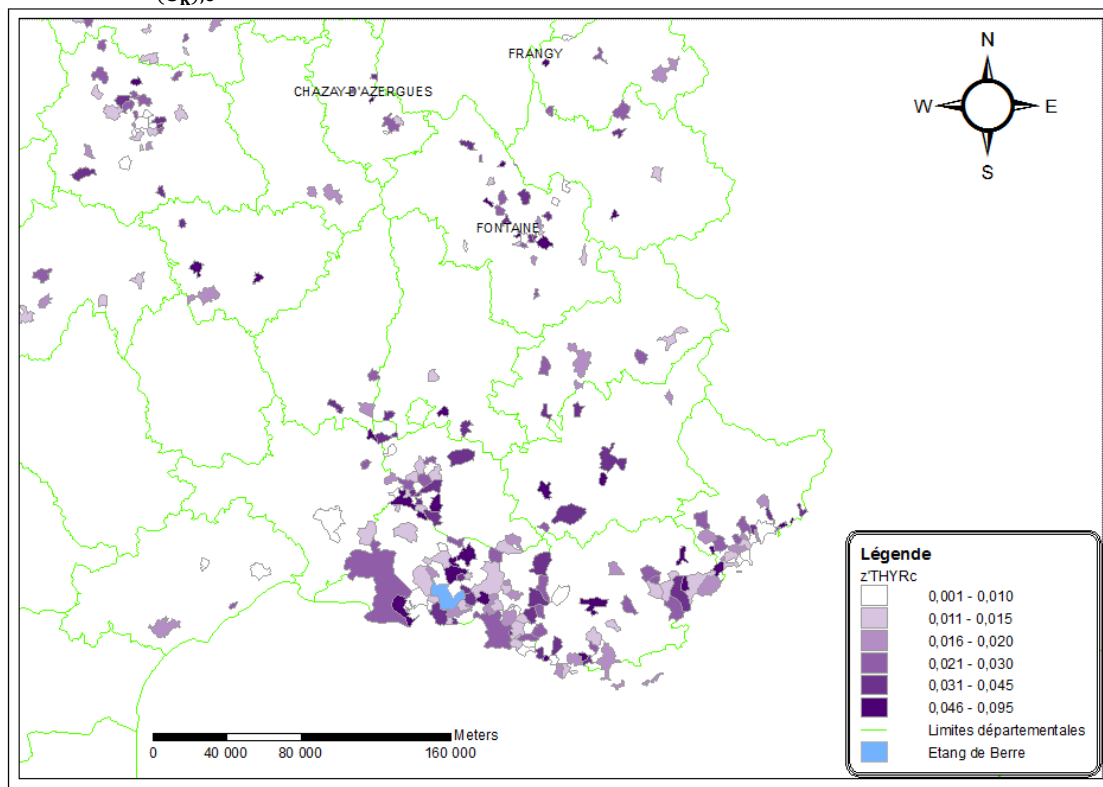 (C_R),s
FRANGY
CHAZAY-D'AZERGUES
FONTAINE
N
W
E
S
Légende
z'THYRc
0,001 - 0,010
0,011 - 0,015
0,016 - 0,020
0,021 - 0,030
0,031 - 0,045
0,046 - 0,095
Limites départementales
Etang de Berre
Meters
0 40 000 80 000 160 000